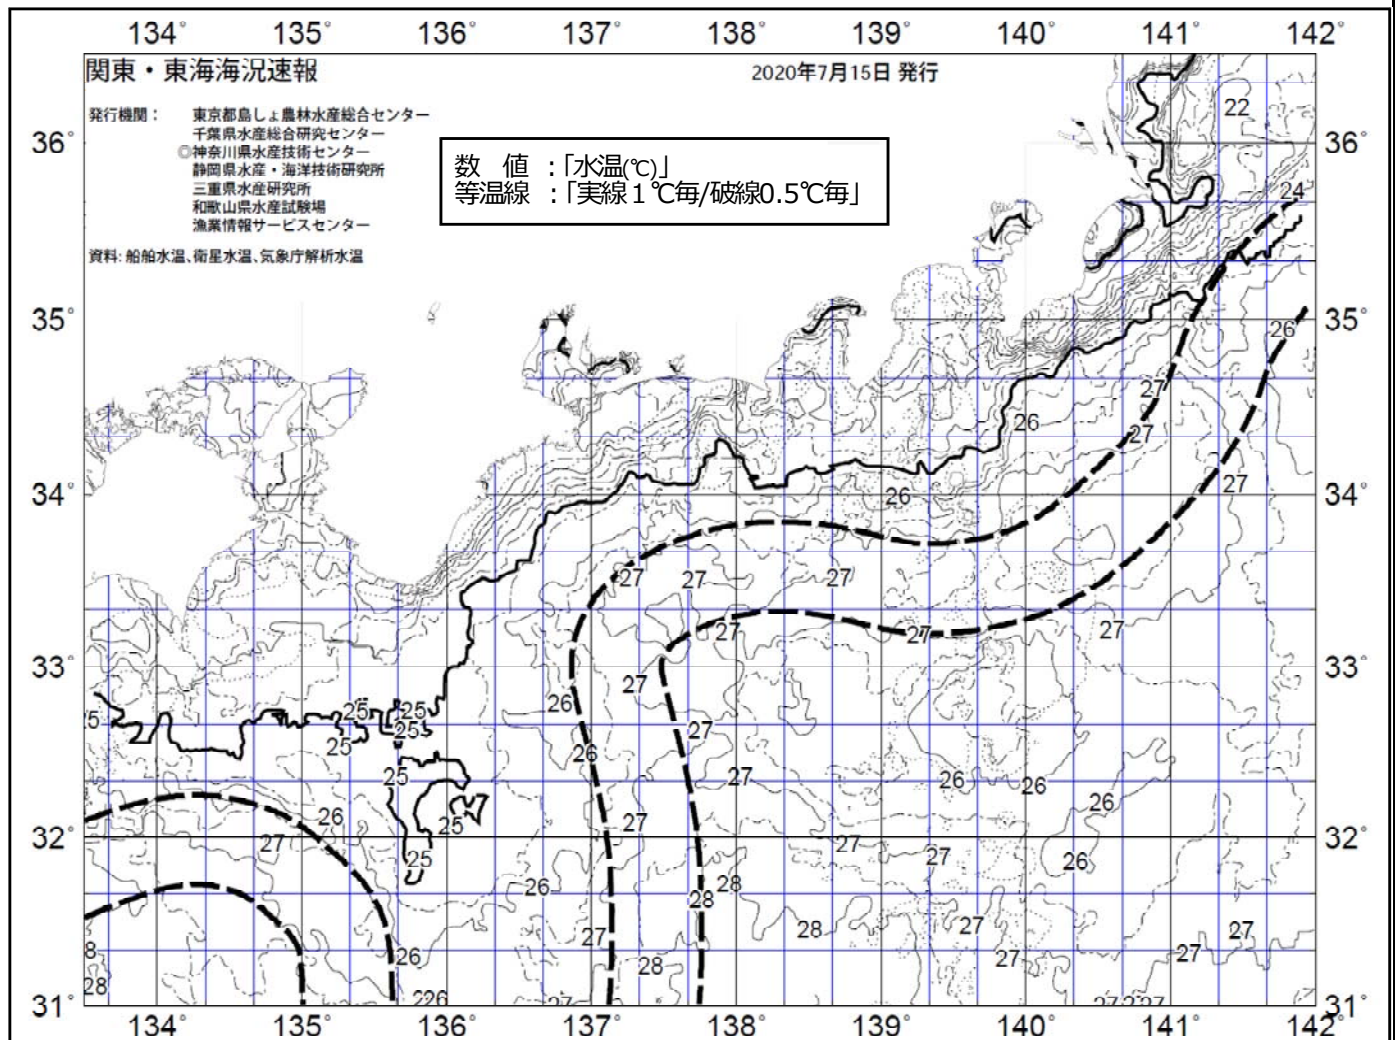 134° 135° 136° 137° 138° 139° 140° 141° 142°
関東・東海海況速報
2020年7月15日 発行
発行機関： 東京都島しょ農林水産総合センター
千葉県水産総合研究センター
◎神奈川県水産技術センター
静岡県水産・海洋技術研究所
三重県水産研究所
和歌山県水産試験場
漁業情報サービスセンター
資料: 船舶水温、衛星水温、気象庁解析水温
数 値 ：「水温(℃)」
等温線 ：「実線１℃毎/破線0.5℃毎」
22
36° 36°
24
35° 26 35°
27
26 27
27
34° 26 34°
27 27 27
27 27 27
33° 33°
27
26
25 25 25
25 25 27
26
25 27 26 26
26
26 25 27
32° 27 27 27 26 32°
25
26 28
28
28 27 27
27
26 28 27 27
28
31° 31°
134° 135° 136° 137° 138° 139° 140° 141° 142°